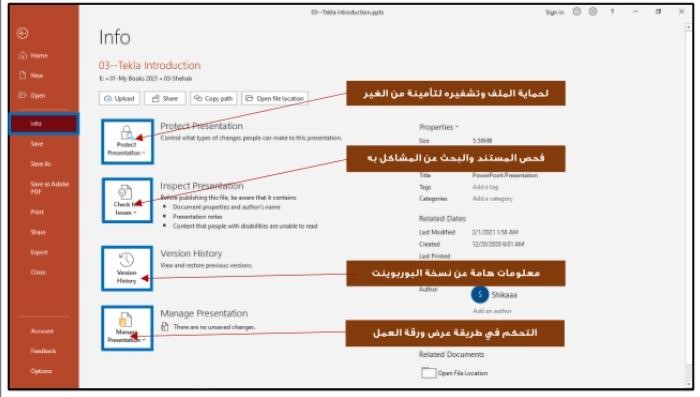 03--Tekla Introduction.pptx
Sign in
Info
Home
New
Open
Info
Save
Save As
Save as Adobe
PDF
Print
Share
Export
Close
Account
Feedback
Options
03--Tekla Introduction
E: » 01-My Books 2021 » 03-Shehab
Upload
Share
Copy path
Open file location
Protect
Presentation
Protect Presentation
Control what types of changes people can make to this presentation.
لحماية الملف وتشفيره لتأمينة من الغير
Check for
Issues
Inspect Presentation
Before publishing this file, be aware that it contains:
Document properties and author's name
Presentation notes
Content that people with disabilities are unable to read
فحص المستند والبحث عن المشاكل به
Version
History
Version History
View and restore previous versions.
معلومات هامة عن نسخة البوربوينت
Manage
Presentation
Manage Presentation
There are no unsaved changes.
التحكم في طريقة عرض ورقة العمل
Properties
Size 5.59MB
Title PowerPoint Presentation
Tags Add a tag
Categories Add a category
Related Dates
Last Modified 2/1/2021 1:58 AM
Created 12/20/2020 6:01 AM
Last Printed
Author
S Shikaaa
Add an author
Related Documents
Open File Location